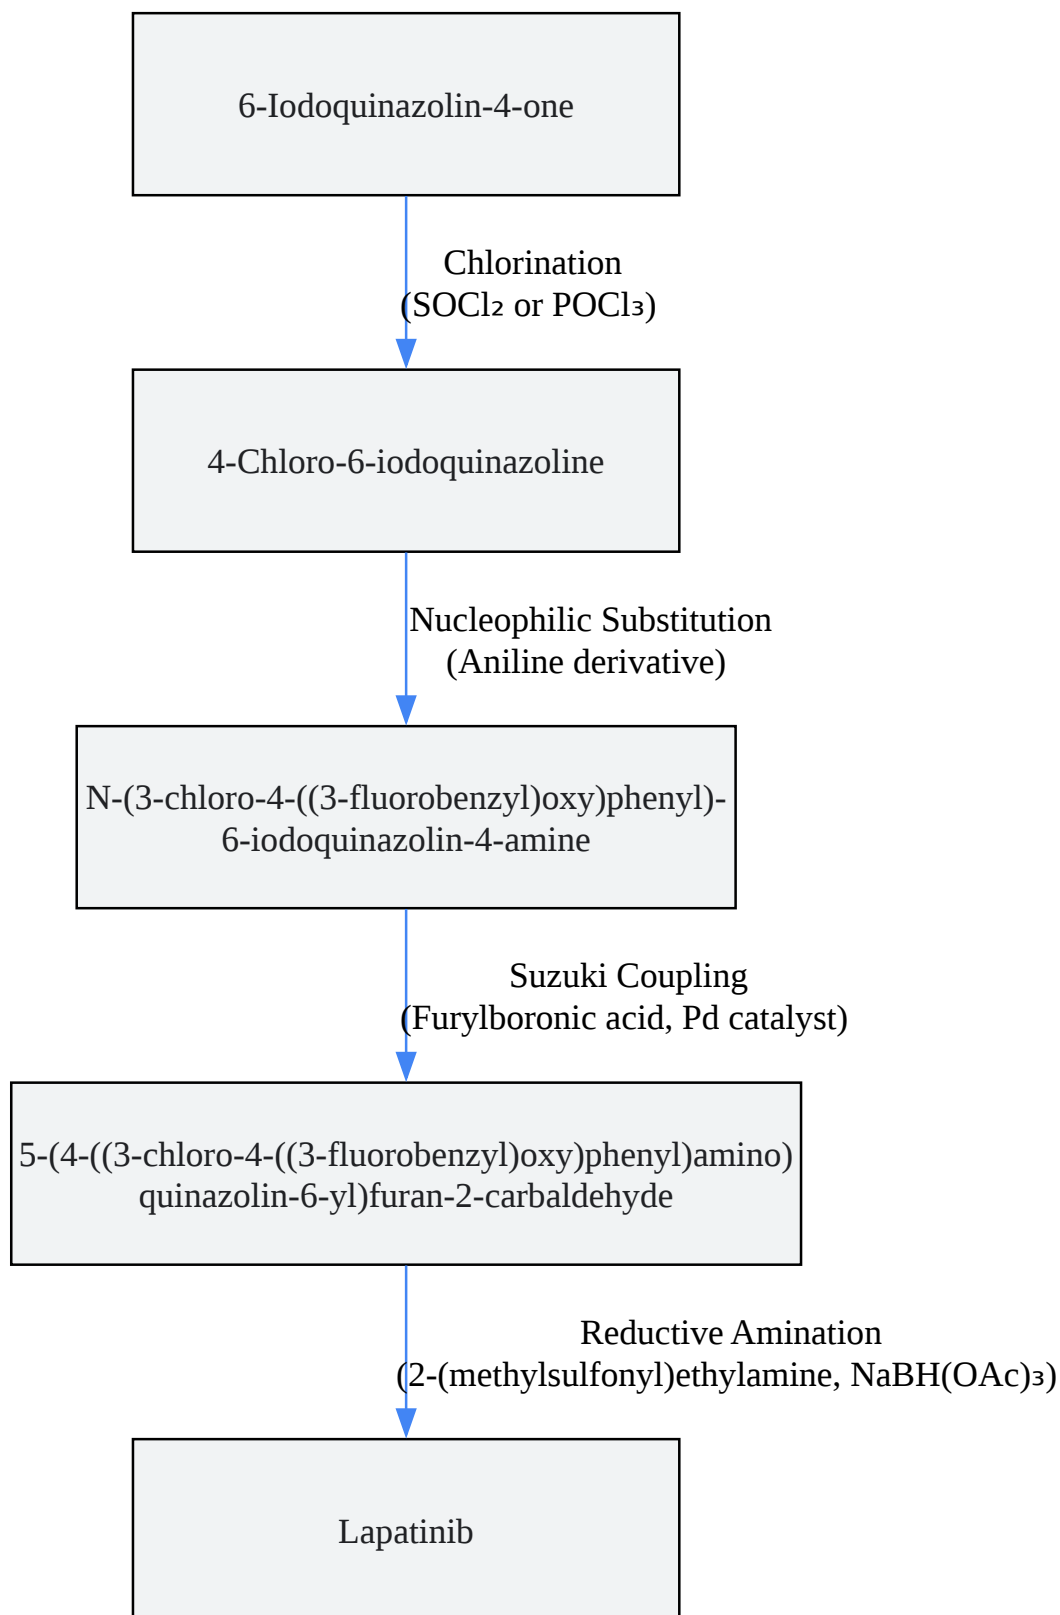 6-Iodoquinazolin-4-one
Chlorination
(SOCl₂ or POCl₃)
4-Chloro-6-iodoquinazoline
Nucleophilic Substitution
(Aniline derivative)
N-(3-chloro-4-((3-fluorobenzyl)oxy)phenyl)-
6-iodoquinazolin-4-amine
Suzuki Coupling
(Furylboronic acid, Pd catalyst)
5-(4-((3-chloro-4-((3-fluorobenzyl)oxy)phenyl)amino)
quinazolin-6-yl)furan-2-carbaldehyde
Reductive Amination
(2-(methylsulfonyl)ethylamine, NaBH(OAc)₃)
Lapatinib